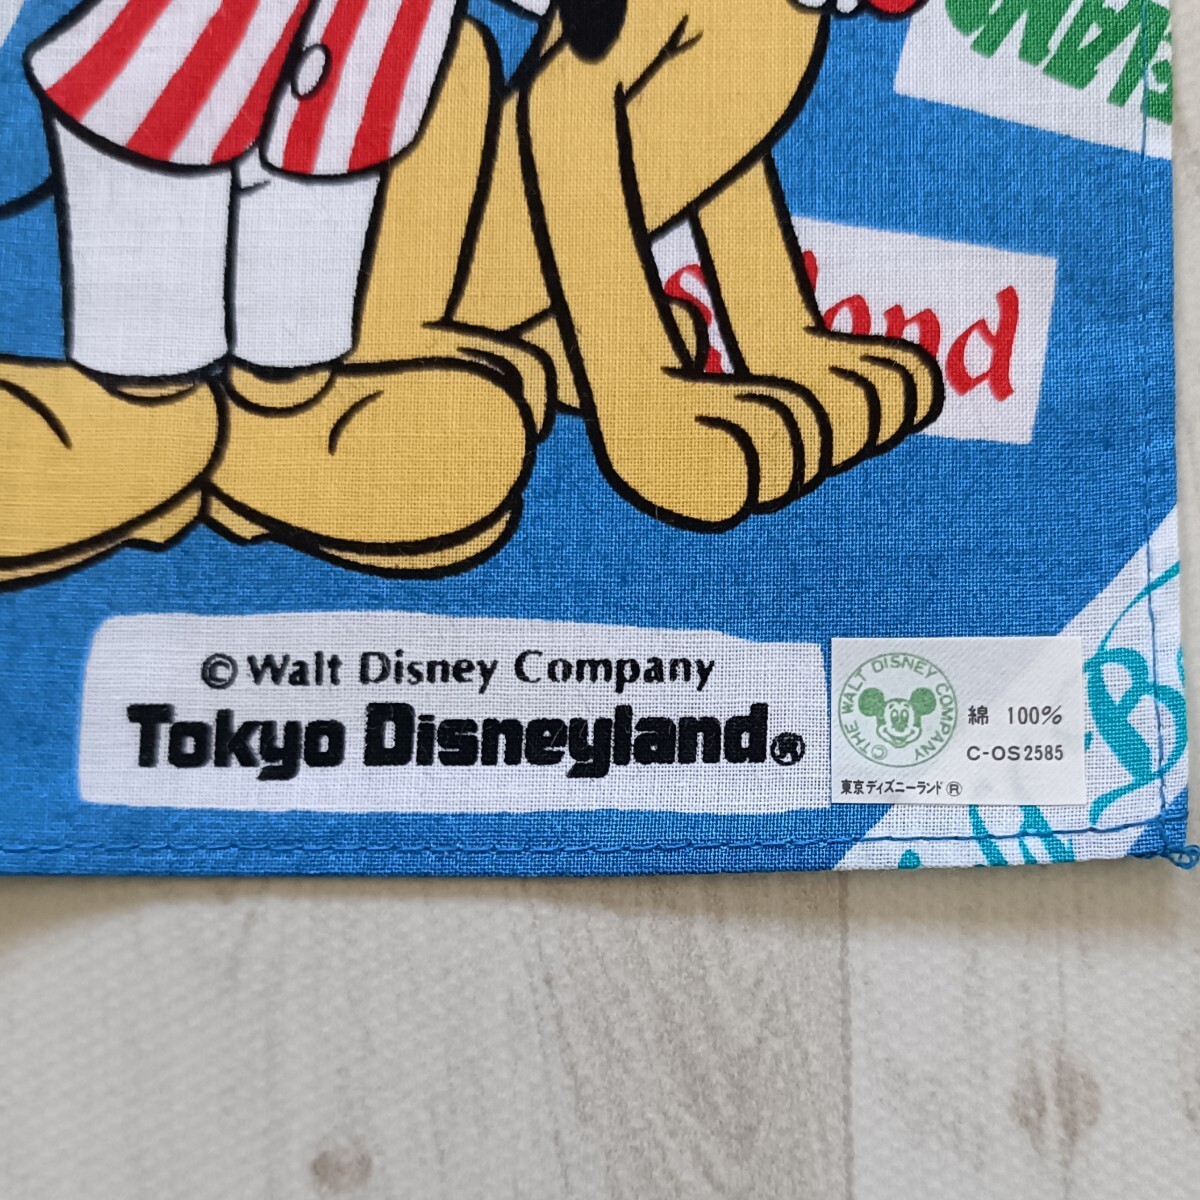 © Walt Disney Company
Tokyo Disneyland®
©THE WALT DISNEY COMPANY
綿 100%
C-OS2585
東京ディズニーランド®